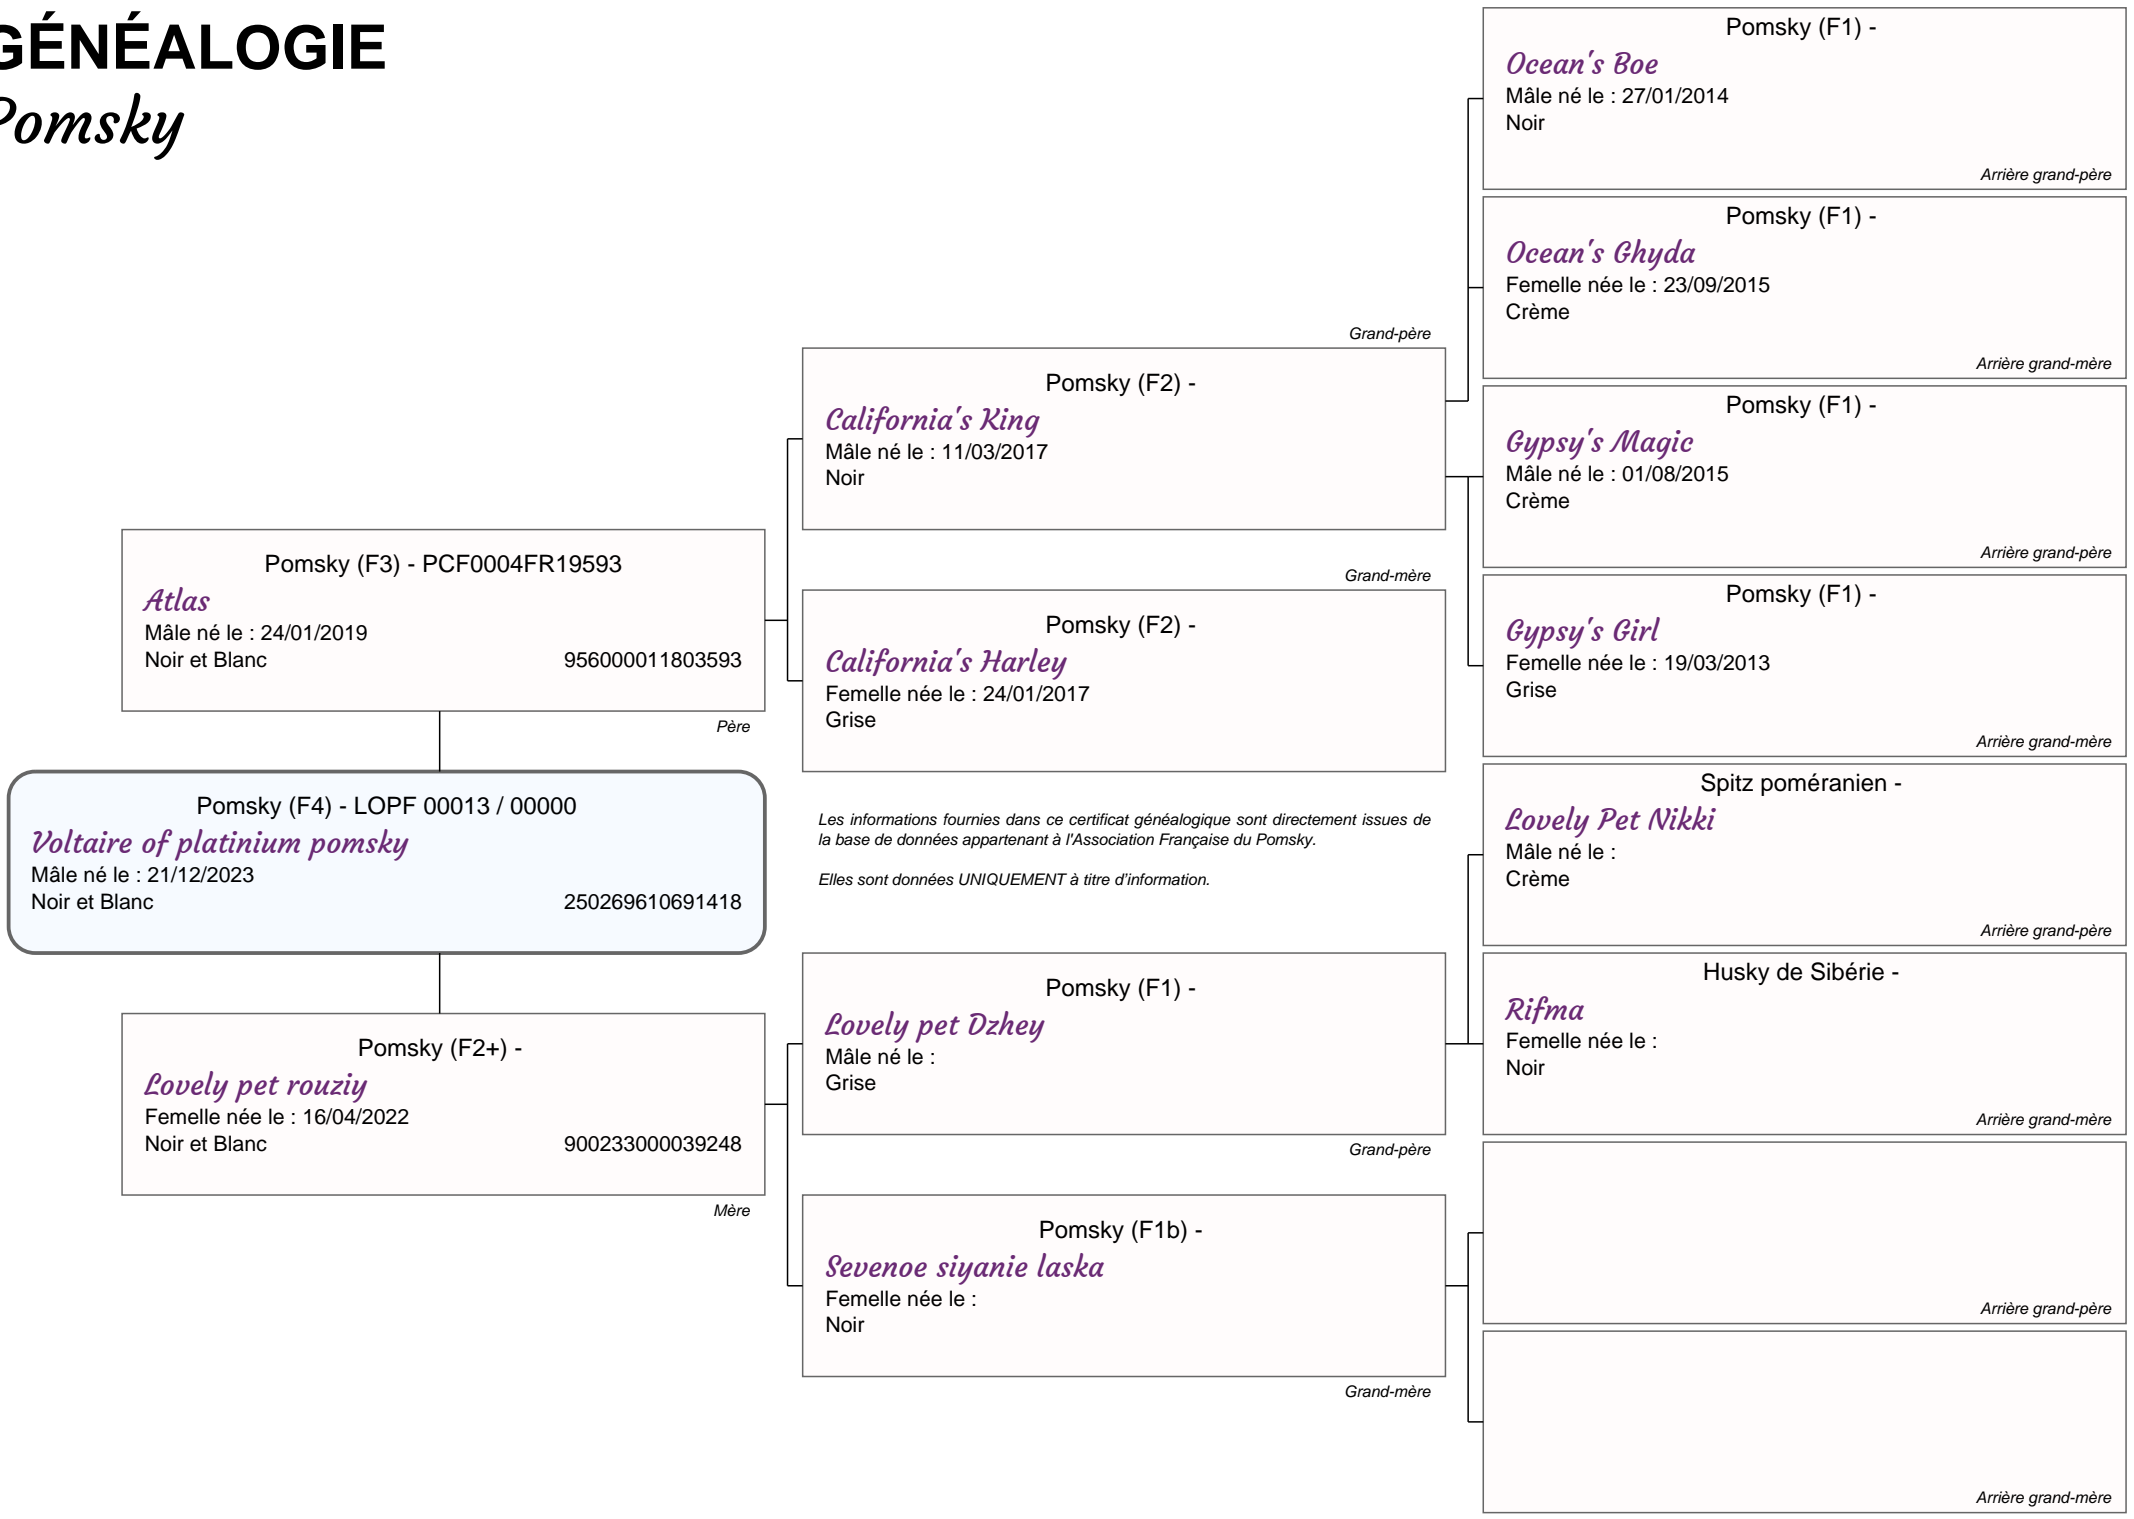 GÉNÉALOGIE
Pomsky
Pomsky (F1) -
Ocean's Boe
Mâle né le : 27/01/2014
Noir
Arrière grand-père
Pomsky (F1) -
Ocean's Ghyda
Femelle née le : 23/09/2015
Crème
Arrière grand-mère
Grand-père
Pomsky (F2) -
California's King
Mâle né le : 11/03/2017
Noir
Pomsky (F1) -
Gypsy's Magic
Mâle né le : 01/08/2015
Crème
Arrière grand-père
Pomsky (F3) - PCF0004FR19593
Atlas
Mâle né le : 24/01/2019
Noir et Blanc 956000011803593
Père
Grand-mère
Pomsky (F2) -
California's Harley
Femelle née le : 24/01/2017
Grise
Pomsky (F1) -
Gypsy's Girl
Femelle née le : 19/03/2013
Grise
Arrière grand-mère
Pomsky (F4) - LOPF 00013 / 00000
Voltaire of platinium pomsky
Mâle né le : 21/12/2023
Noir et Blanc 250269610691418
Les informations fournies dans ce certificat généalogique sont directement issues de
la base de données appartenant à l'Association Française du Pomsky.
Elles sont données UNIQUEMENT à titre d'information.
Spitz poméranien -
Lovely Pet Nikki
Mâle né le :
Crème
Arrière grand-père
Pomsky (F2+) -
Lovely pet rouziy
Femelle née le : 16/04/2022
Noir et Blanc 900233000039248
Mère
Pomsky (F1) -
Lovely pet Dzhey
Mâle né le :
Grise
Grand-père
Husky de Sibérie -
Rifma
Femelle née le :
Noir
Arrière grand-mère
Pomsky (F1b) -
Sevenoe siyanie laska
Femelle née le :
Noir
Grand-mère
Arrière grand-père
Arrière grand-mère